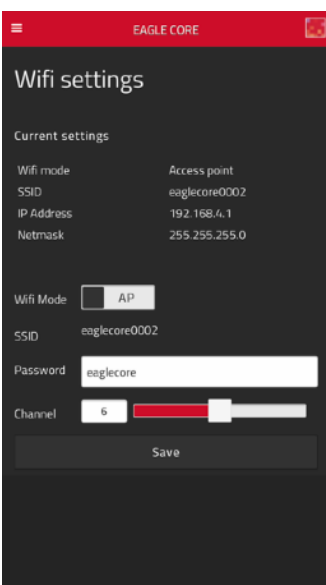 EAGLE CORE
Wifi settings
Current settings
Wifi mode Access point
SSID eaglecore0002
IP Address 192.168.4.1
Netmask 255.255.255.0
Wifi Mode AP
SSID eaglecore0002
Password eaglecore
Channel 6
Save